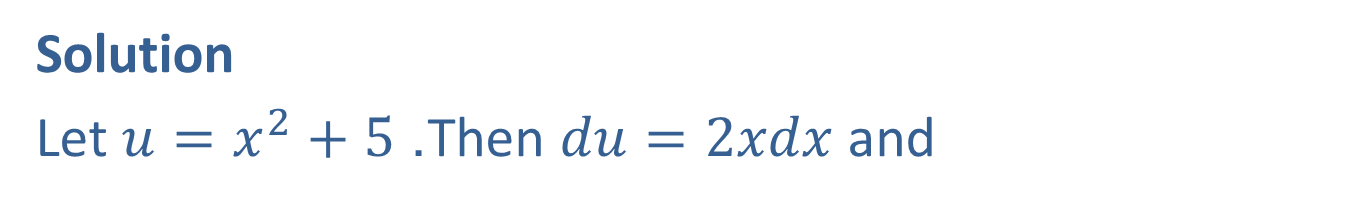 Solution
Let 𝑢 = 𝑥² + 5 .Then 𝑑𝑢 = 2𝑥𝑑𝑥 and